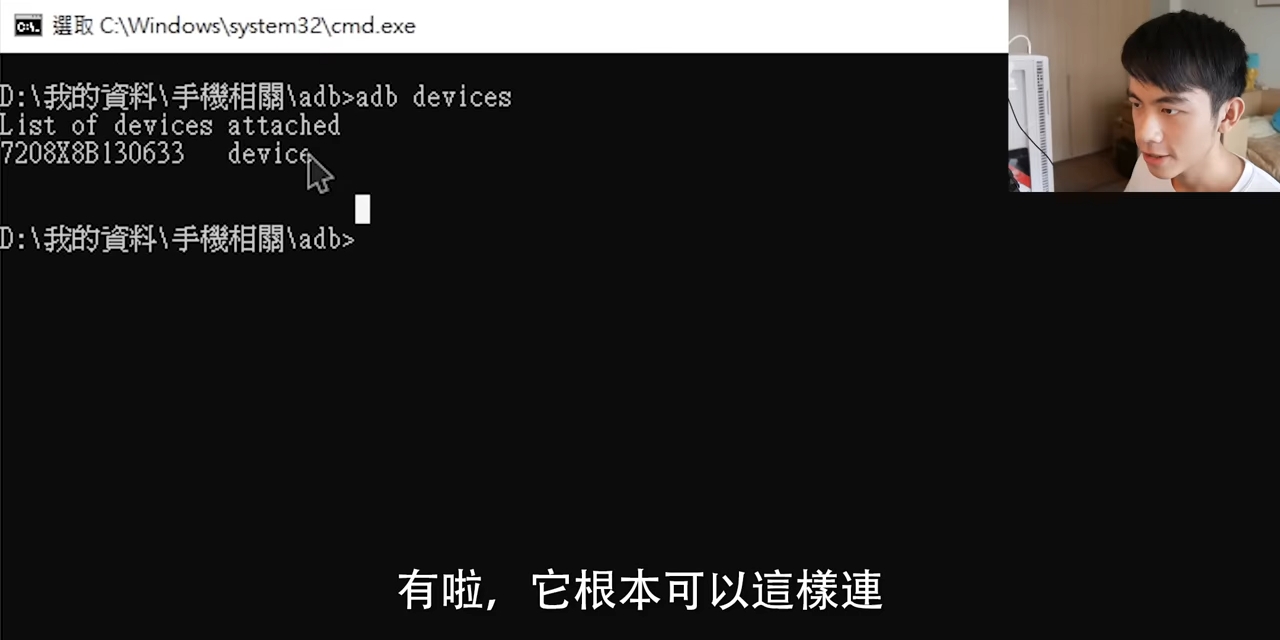 選取 C:\Windows\system32\cmd.exe
D:\我的資料\手機相關\adb>adb devices
List of devices attached
7208X8B130633 device
D:\我的資料\手機相關\adb>
有啦，它根本可以這樣連